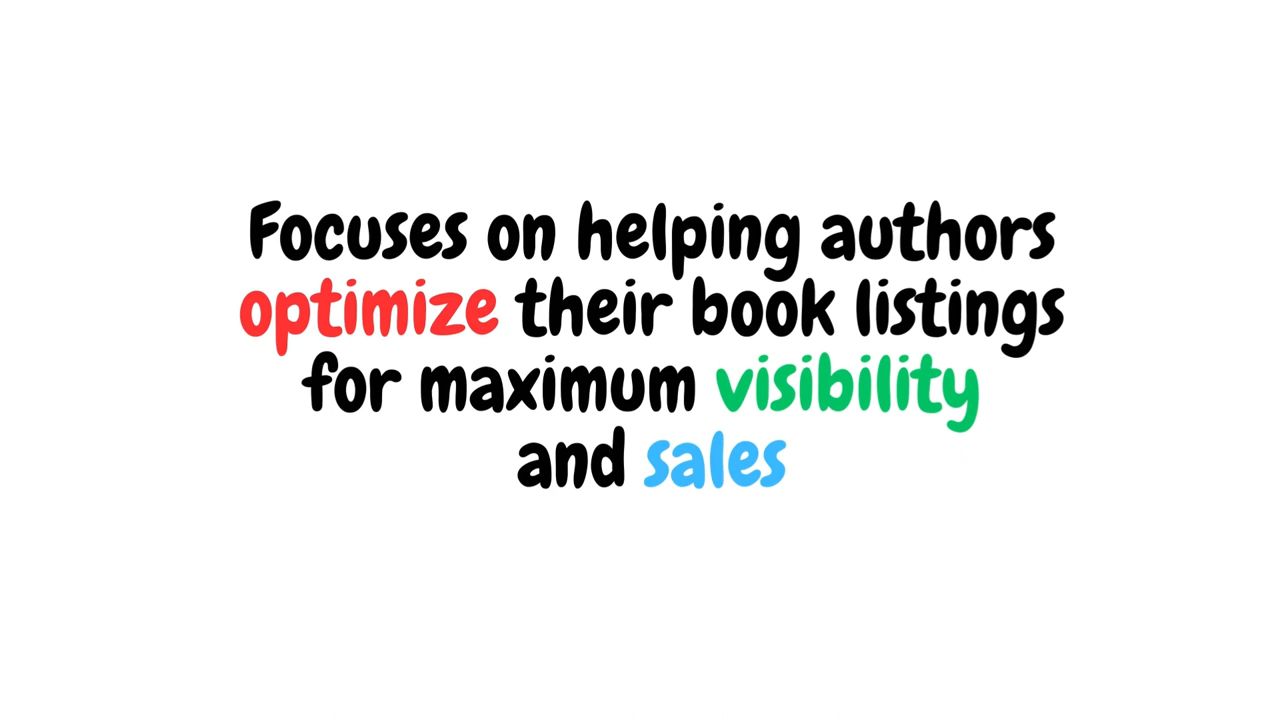 Focuses on helping authors
optimize their book listings
for maximum visibility
and sales